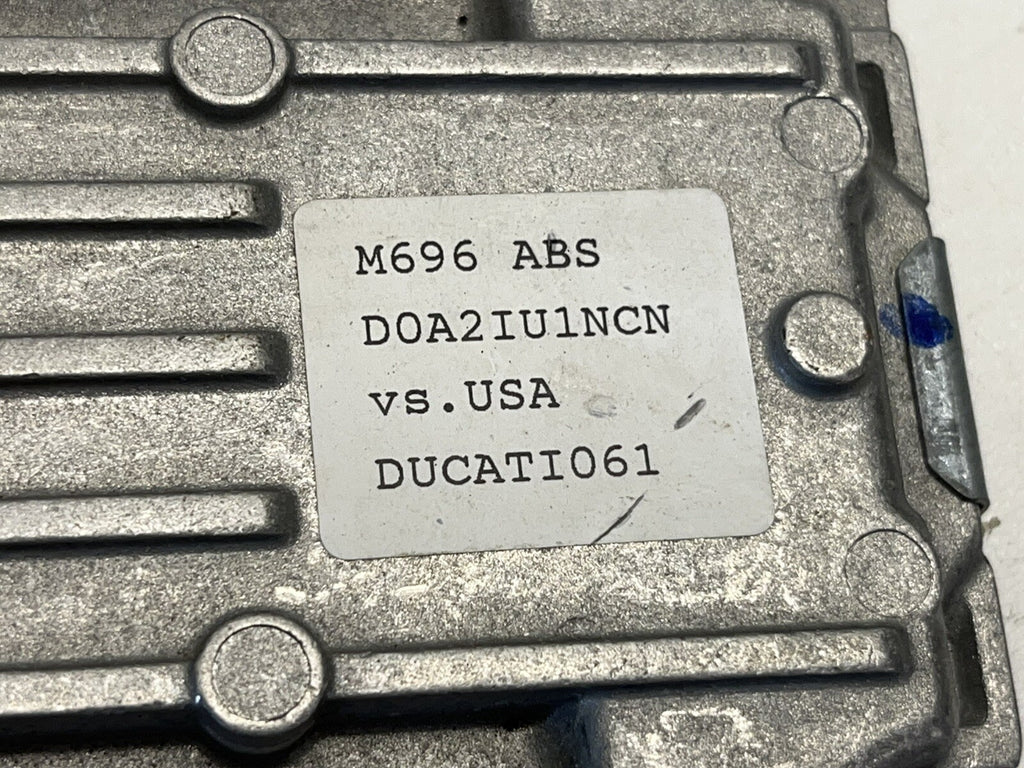 M696 ABS
D0A2IU1NCN
vs.USA
DUCATI061